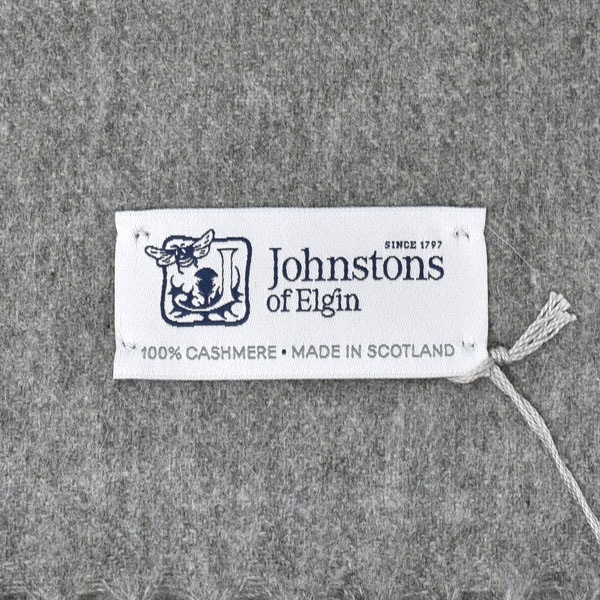 SINCE 1797
Johnstons
of Elgin
100% CASHMERE • MADE IN SCOTLAND